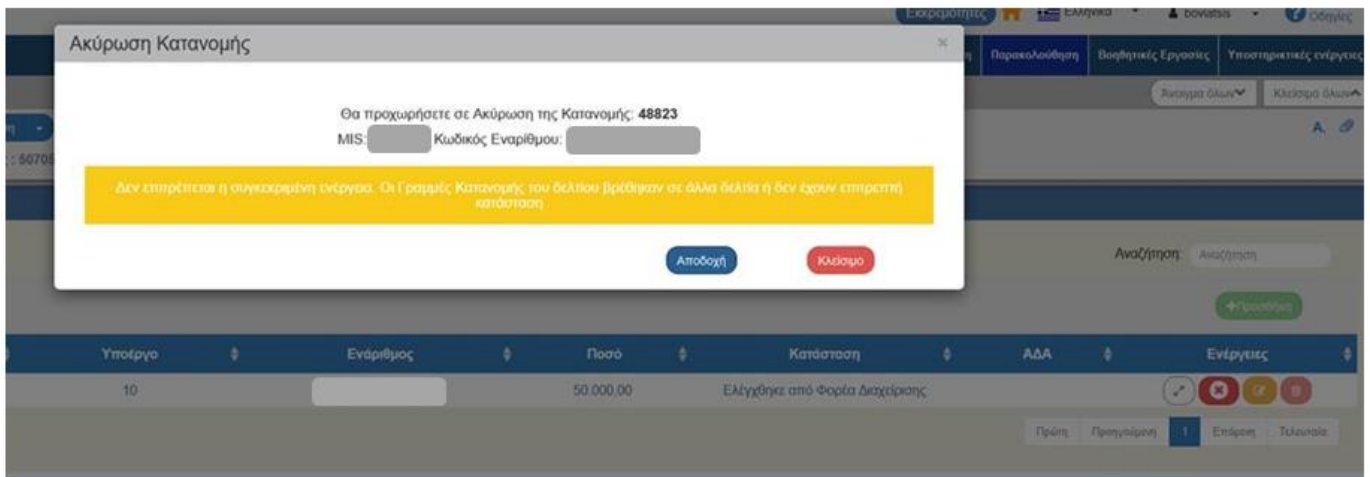 Εκκρεμότητες Ελληνικά boviatsis Οδηγίες
Ακύρωση Κατανομής ×
Παρακολούθηση Βοηθητικές Εργασίες Υποστηρικτικές ενέργειες
Άνοιγμα όλων Κλείσιμο όλων
Θα προχωρήσετε σε Ακύρωση της Κατανομής: 48823
MIS: Κωδικός Εναρίθμου:
A.
Δεν επιτρέπεται η συγκεκριμένη ενέργεια. Οι Γραμμές Κατανομής του δελτίου βρέθηκαν σε άλλα δελτία ή δεν έχουν επιτρεπτή
κατάσταση
Αναζήτηση: Αναζήτηση
Αποδοχή Κλείσιμο
+Προσθήκη
Υποέργο Ενάριθμος Ποσό Κατάσταση ΑΔΑ Ενέργειες
10 50.000,00 Ελέγχθηκε από Φορέα Διαχείρισης
Πρώτη Προηγούμενη 1 Επόμενη Τελευταία